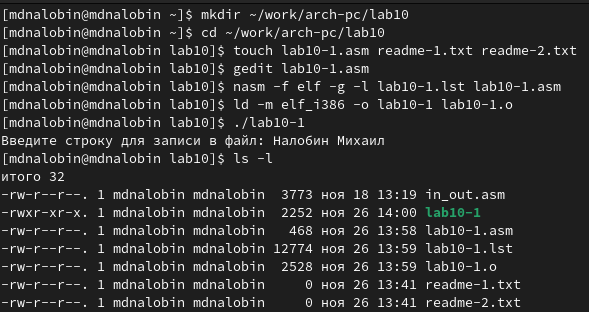 [mdnalobin@mdnalobin ~]$ mkdir ~/work/arch-pc/lab10
[mdnalobin@mdnalobin ~]$ cd ~/work/arch-pc/lab10
[mdnalobin@mdnalobin lab10]$ touch lab10-1.asm readme-1.txt readme-2.txt
[mdnalobin@mdnalobin lab10]$ gedit lab10-1.asm
[mdnalobin@mdnalobin lab10]$ nasm -f elf -g -l lab10-1.lst lab10-1.asm
[mdnalobin@mdnalobin lab10]$ ld -m elf_i386 -o lab10-1 lab10-1.o
[mdnalobin@mdnalobin lab10]$ ./lab10-1
Введите строку для записи в файл: Налобин Михаил
[mdnalobin@mdnalobin lab10]$ ls -l
итого 32
-rw-r--r--. 1 mdnalobin mdnalobin  3773 ноя 18 13:19 in_out.asm
-rwxr-xr-x. 1 mdnalobin mdnalobin  2252 ноя 26 14:00 lab10-1
-rw-r--r--. 1 mdnalobin mdnalobin   468 ноя 26 13:58 lab10-1.asm
-rw-r--r--. 1 mdnalobin mdnalobin 12774 ноя 26 13:59 lab10-1.lst
-rw-r--r--. 1 mdnalobin mdnalobin  2528 ноя 26 13:59 lab10-1.o
-rw-r--r--. 1 mdnalobin mdnalobin     0 ноя 26 13:41 readme-1.txt
-rw-r--r--. 1 mdnalobin mdnalobin     0 ноя 26 13:41 readme-2.txt